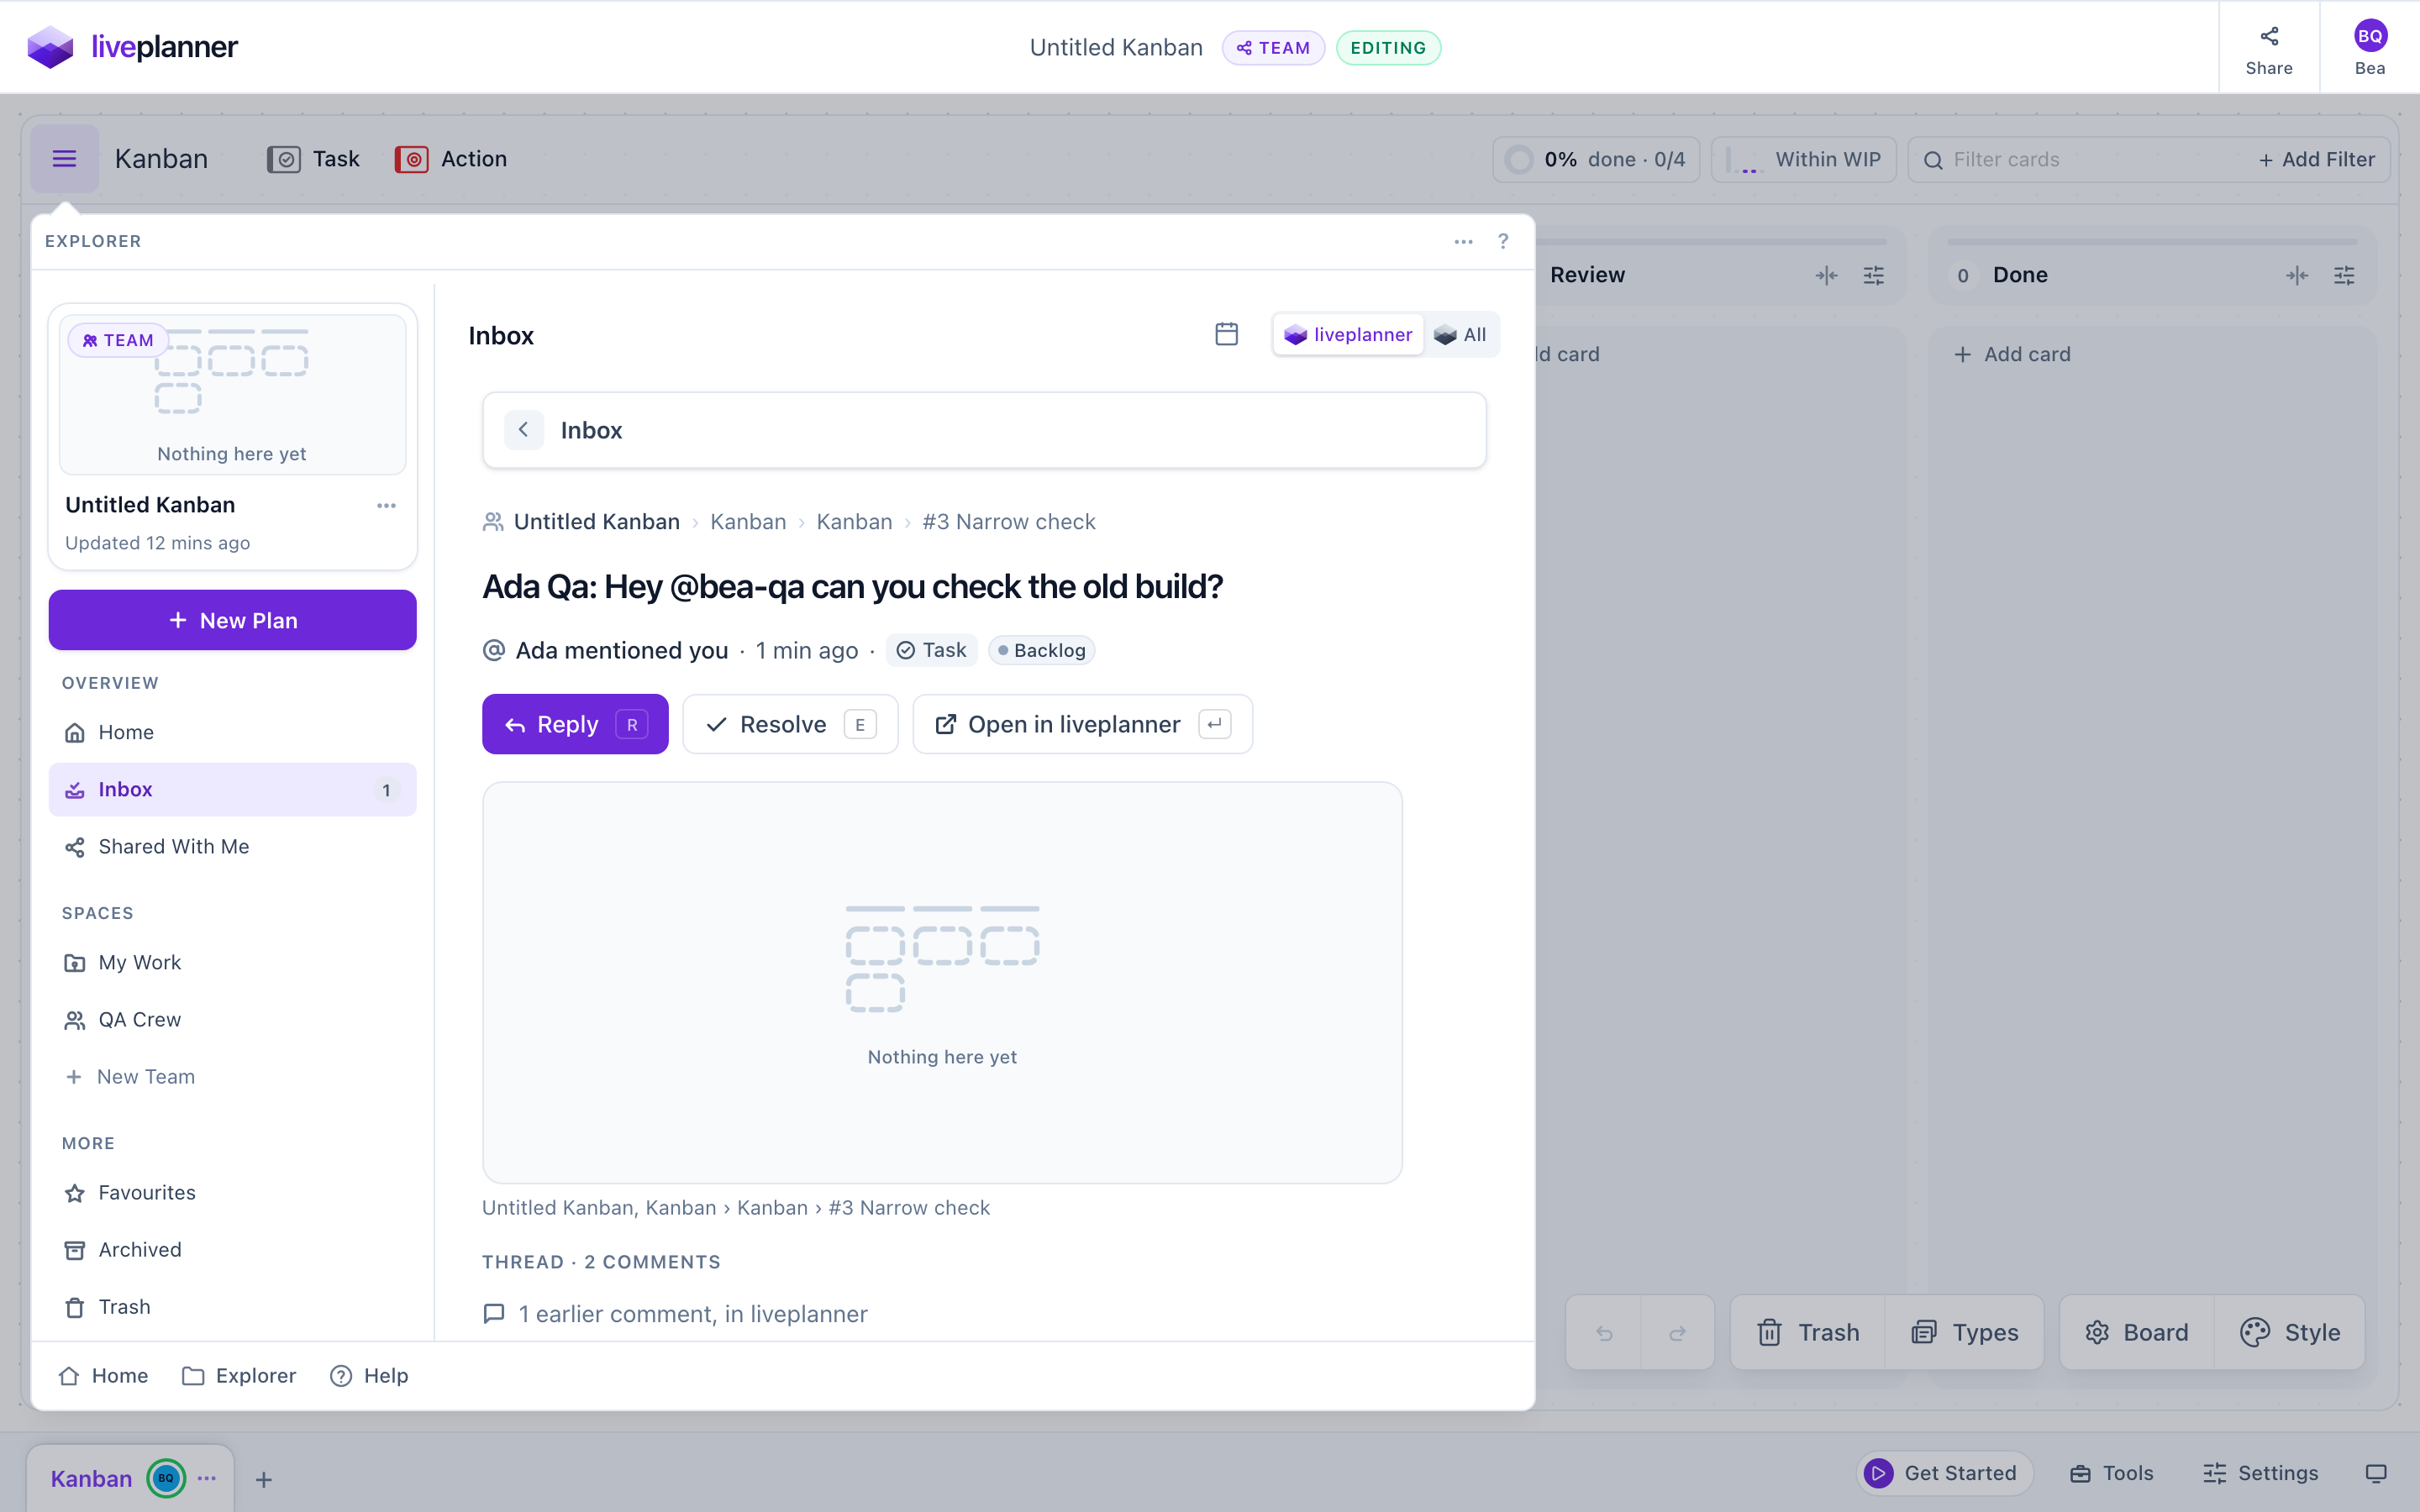 liveplanner
Untitled Kanban TEAM EDITING
Share
BQ
Bea
Kanban Task Action
0% done · 0/4 Within WIP Filter cards + Add Filter
EXPLORER ... ?
TEAM
Nothing here yet
Untitled Kanban ...
Updated 12 mins ago
+ New Plan
OVERVIEW
Home
Inbox 1
Shared With Me
SPACES
My Work
QA Crew
+ New Team
MORE
Favourites
Archived
Trash
Inbox liveplanner All
Inbox
Untitled Kanban › Kanban › Kanban › #3 Narrow check
Ada Qa: Hey @bea-qa can you check the old build?
@ Ada mentioned you · 1 min ago · Task Backlog
Reply R Resolve E Open in liveplanner ↵
Nothing here yet
Untitled Kanban, Kanban › Kanban › #3 Narrow check
THREAD · 2 COMMENTS
1 earlier comment, in liveplanner
Home Explorer Help
Review
card
0 Done
+ Add card
Trash Types Board Style
Kanban BQ ... +
Get Started Tools Settings